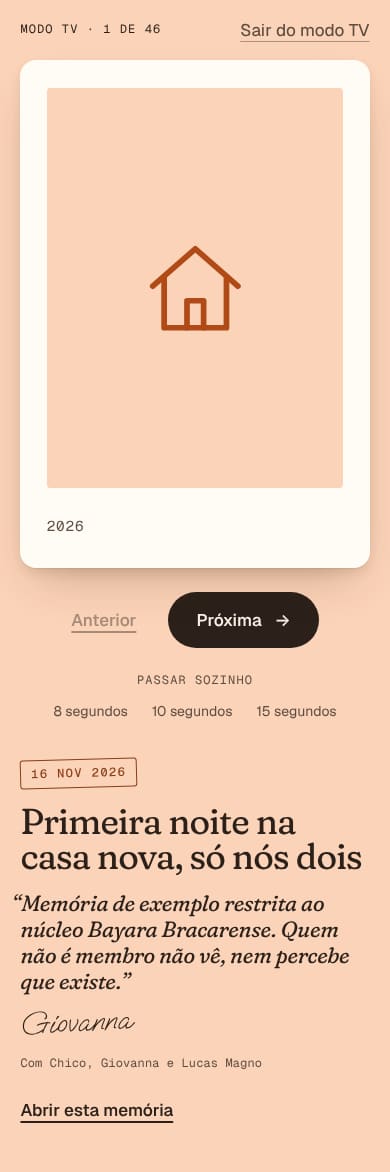 MODO TV · 1 DE 46
Sair do modo TV
2026
Anterior
Próxima →
PASSAR SOZINHO
8 segundos 10 segundos 15 segundos
16 NOV 2026
Primeira noite na
casa nova, só nós dois
“Memória de exemplo restrita ao
núcleo Bayara Bracarense. Quem
não é membro não vê, nem percebe
que existe.”
Giovanna
Com Chico, Giovanna e Lucas Magno
Abrir esta memória